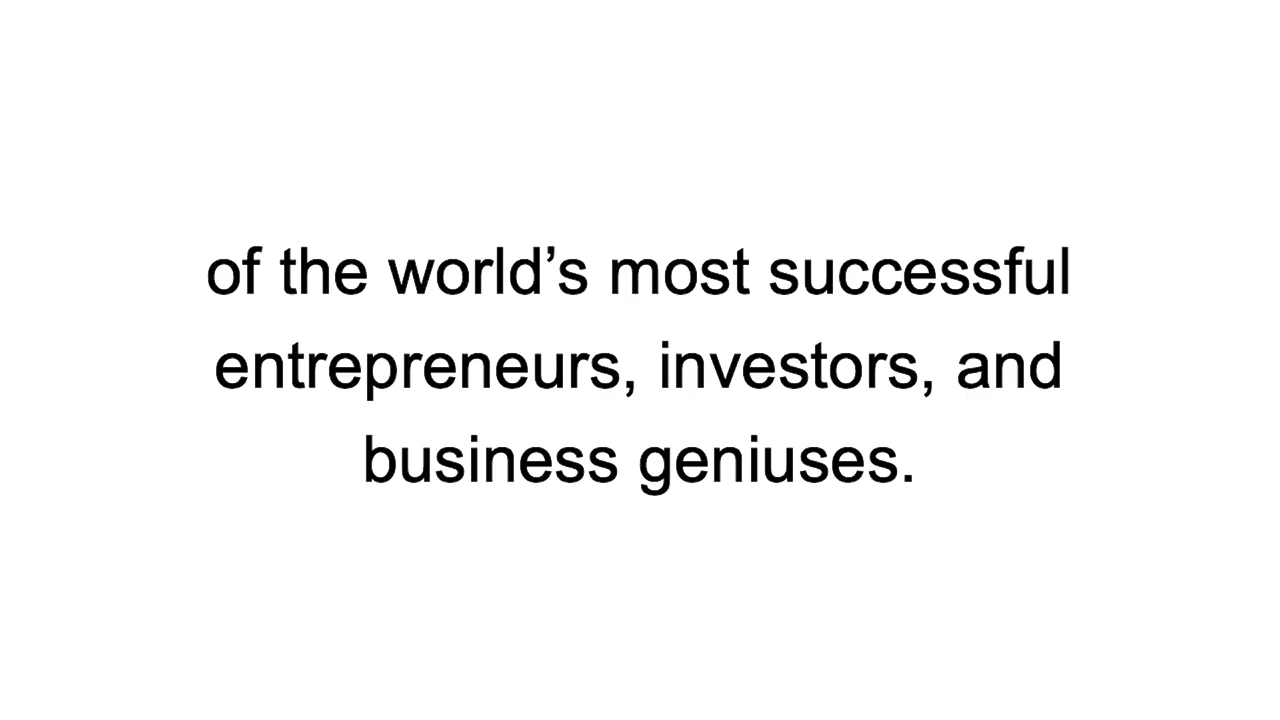 of the world’s most successful
entrepreneurs, investors, and
business geniuses.